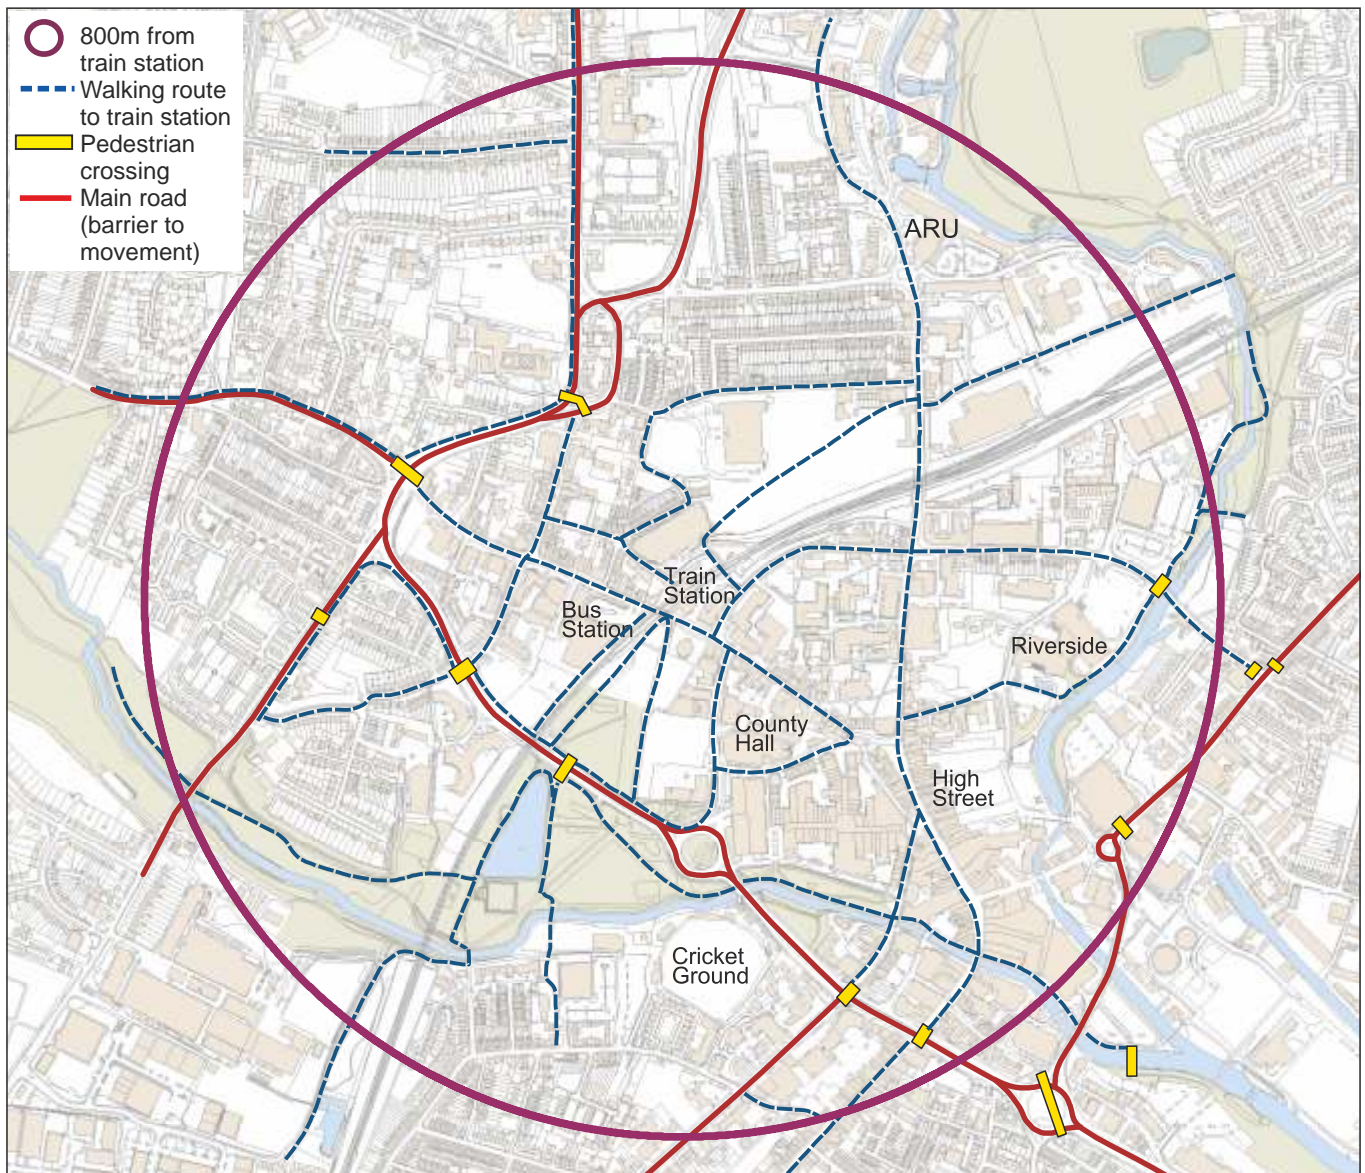 800m from
train station
Walking route
to train station
Pedestrian
crossing
Main road
(barrier to
movement)
ARU
Train
Station
Bus
Station
Riverside
County
Hall
High
Street
Cricket
Ground